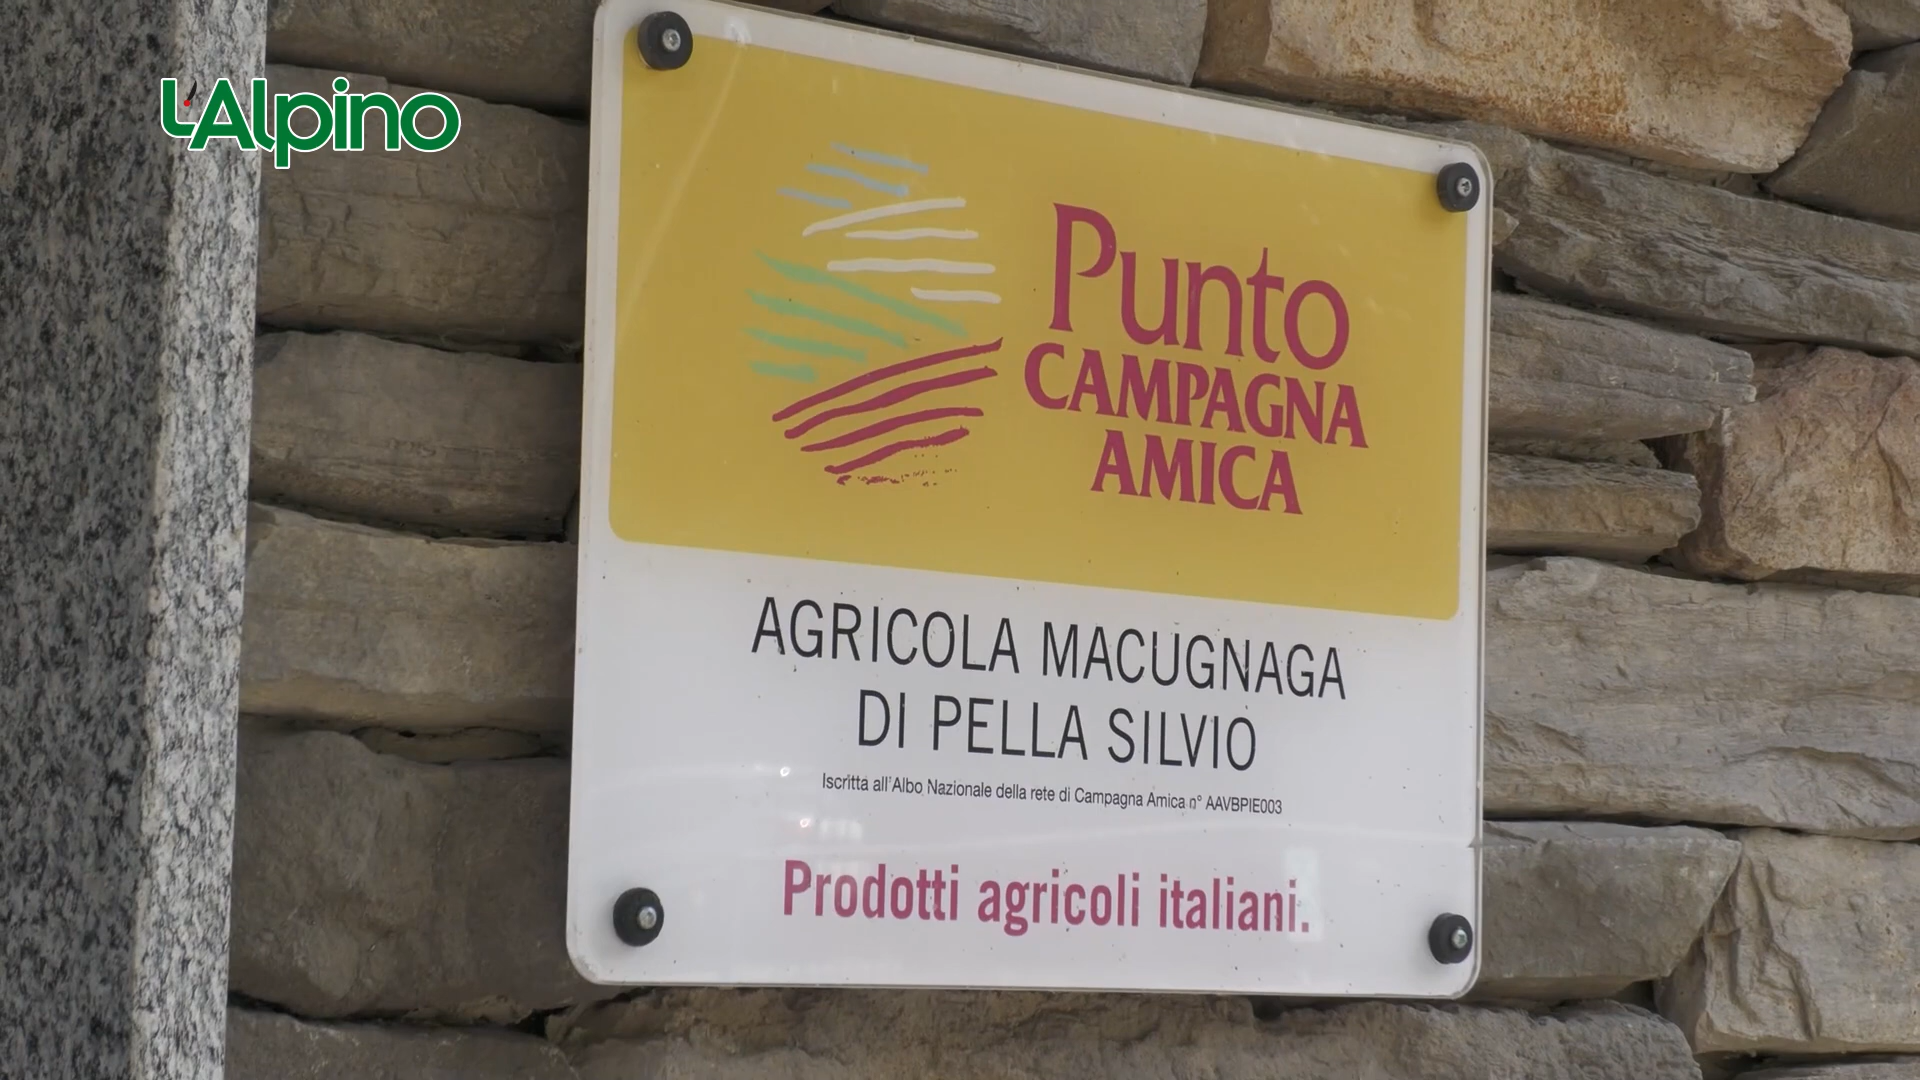 L'Alpino
Punto
CAMPAGNA
AMICA
AGRICOLA MACUGNAGA
DI PELLA SILVIO
Iscritta all'Albo Nazionale della rete di Campagna Amica n° AAVBPIE003
Prodotti agricoli italiani.